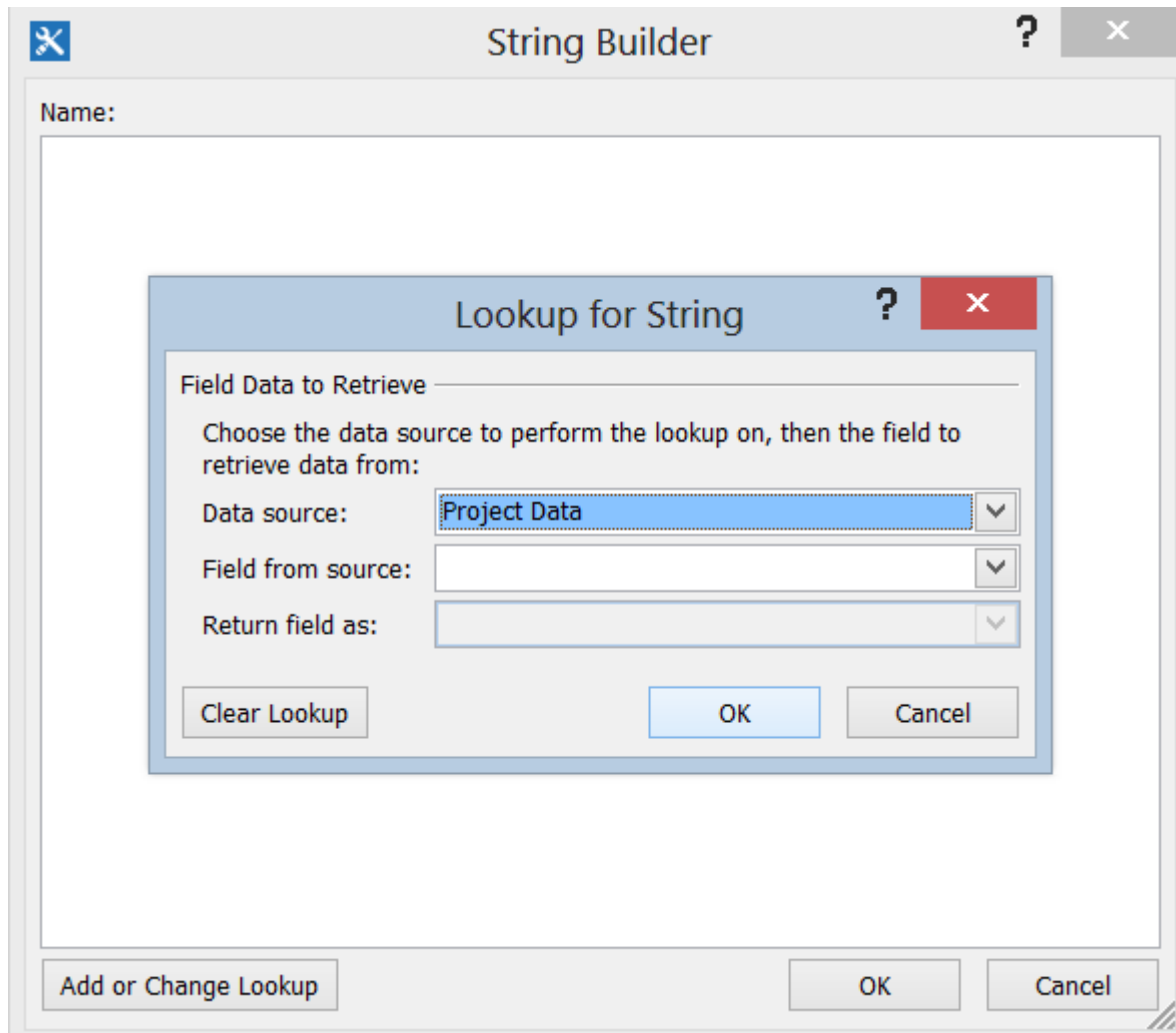 String Builder
?
Name:
Lookup for String
?
Field Data to Retrieve
Choose the data source to perform the lookup on, then the field to
retrieve data from:
Data source: Project Data
Field from source:
Return field as:
Clear Lookup OK Cancel
Add or Change Lookup OK Cancel